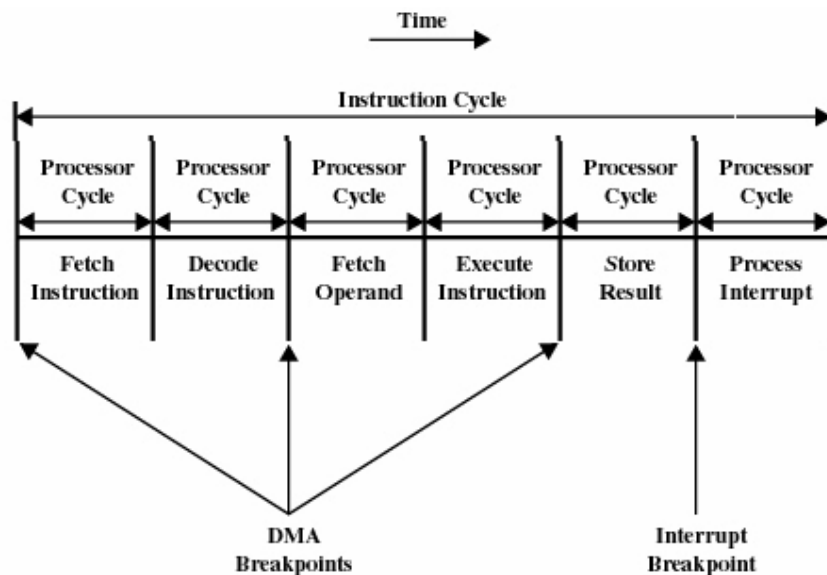 Time
Instruction Cycle
Processor
Cycle
Processor
Cycle
Processor
Cycle
Processor
Cycle
Processor
Cycle
Processor
Cycle
Fetch
Instruction
Decode
Instruction
Fetch
Operand
Execute
Instruction
Store
Result
Process
Interrupt
DMA
Breakpoints
Interrupt
Breakpoint